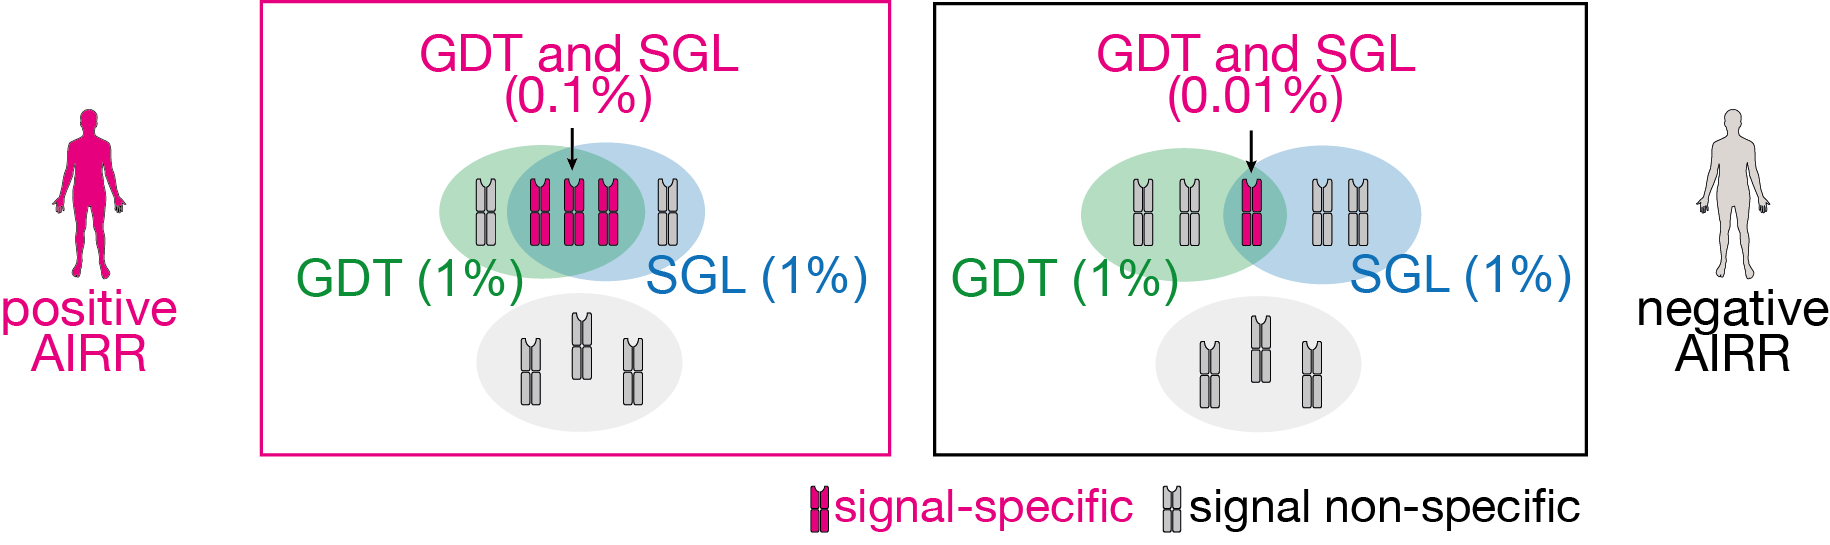 GDT and SGL
(0.1%)
GDT (1%)
SGL (1%)
positive
AIRR
GDT and SGL
(0.01%)
GDT (1%)
SGL (1%)
negative
AIRR
signal-specific
signal non-specific